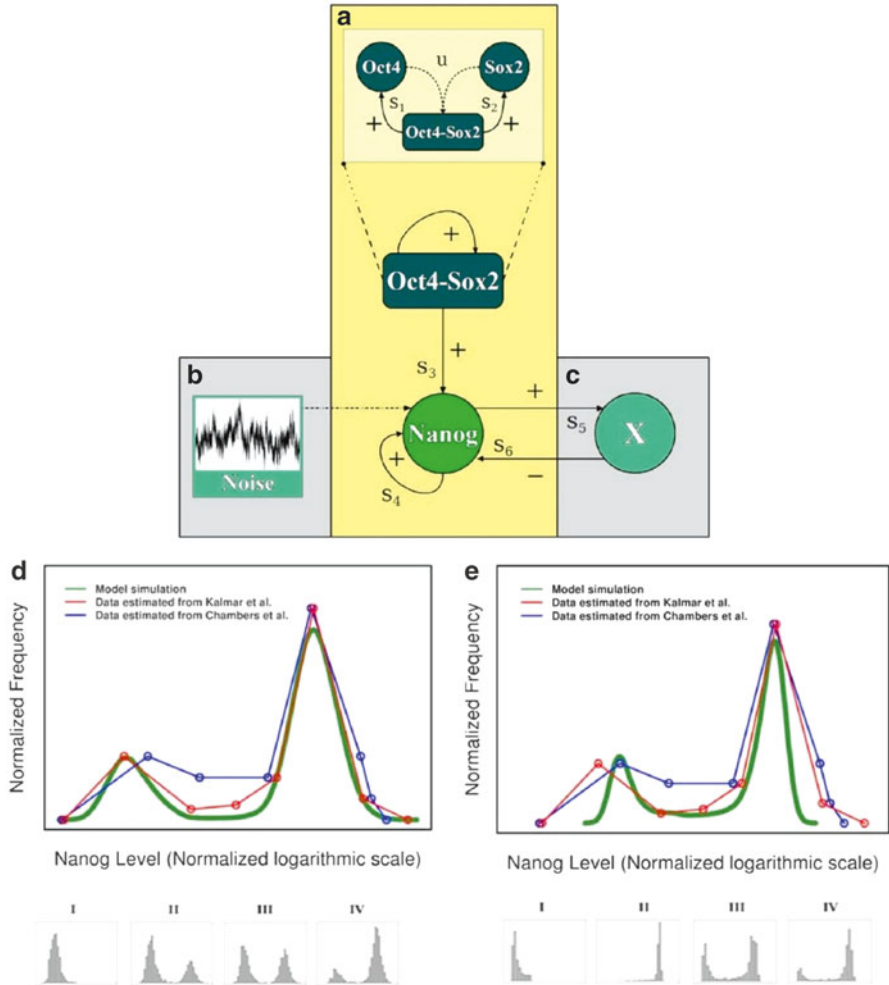 a
Oct4
u
Sox2
s1
s2
+
+
Oct4-Sox2
+
Oct4-Sox2
+
s3
b
c
+
Nanog
s5
X
s6
+
s4
−
Noise
d
Model simulation
Data estimated from Kalmar et al.
Data estimated from Chambers et al.
Normalized Frequency
Nanog Level (Normalized logarithmic scale)
I
II
III
IV
e
Model simulation
Data estimated from Kalmar et al.
Data estimated from Chambers et al.
Normalized Frequency
Nanog Level (Normalized logarithmic scale)
I
II
III
IV